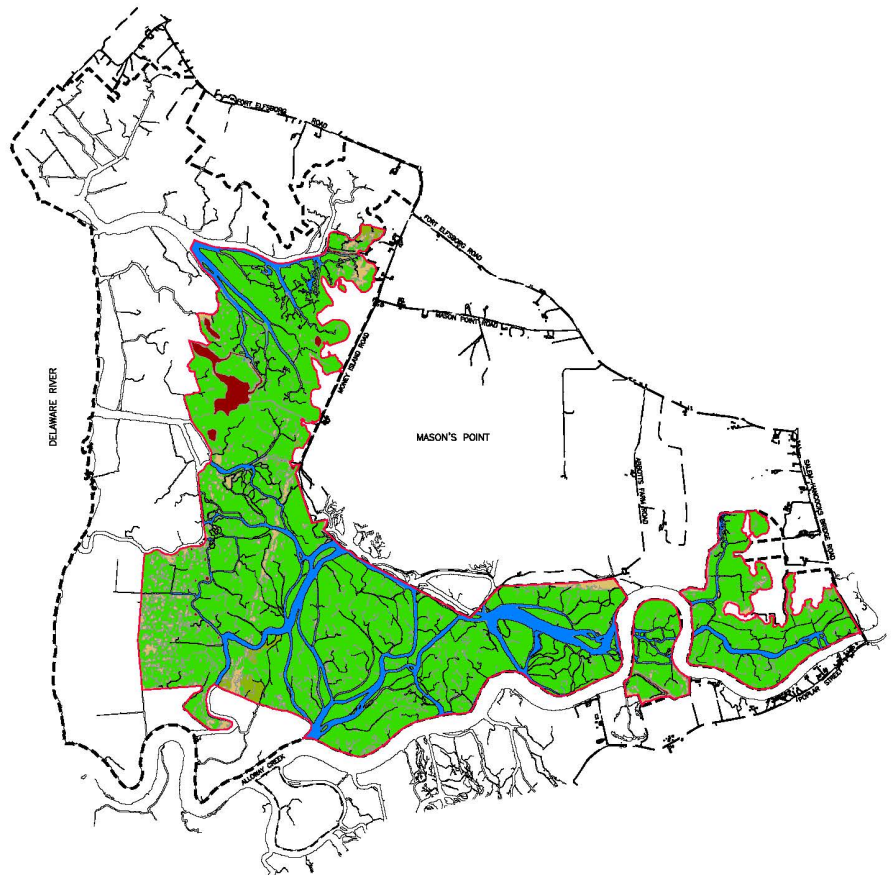 FORT ELFSBORG
ROAD
FORT ELFSBORG ROAD
MASON POINT ROAD
MONEY ISLAND ROAD
DELAWARE RIVER
MASON'S POINT
ABBOTTS FARM ROAD
SALEM-HANCOCKS BRIDGE ROAD
POPLAR STREET
ALLOWAY CREEK